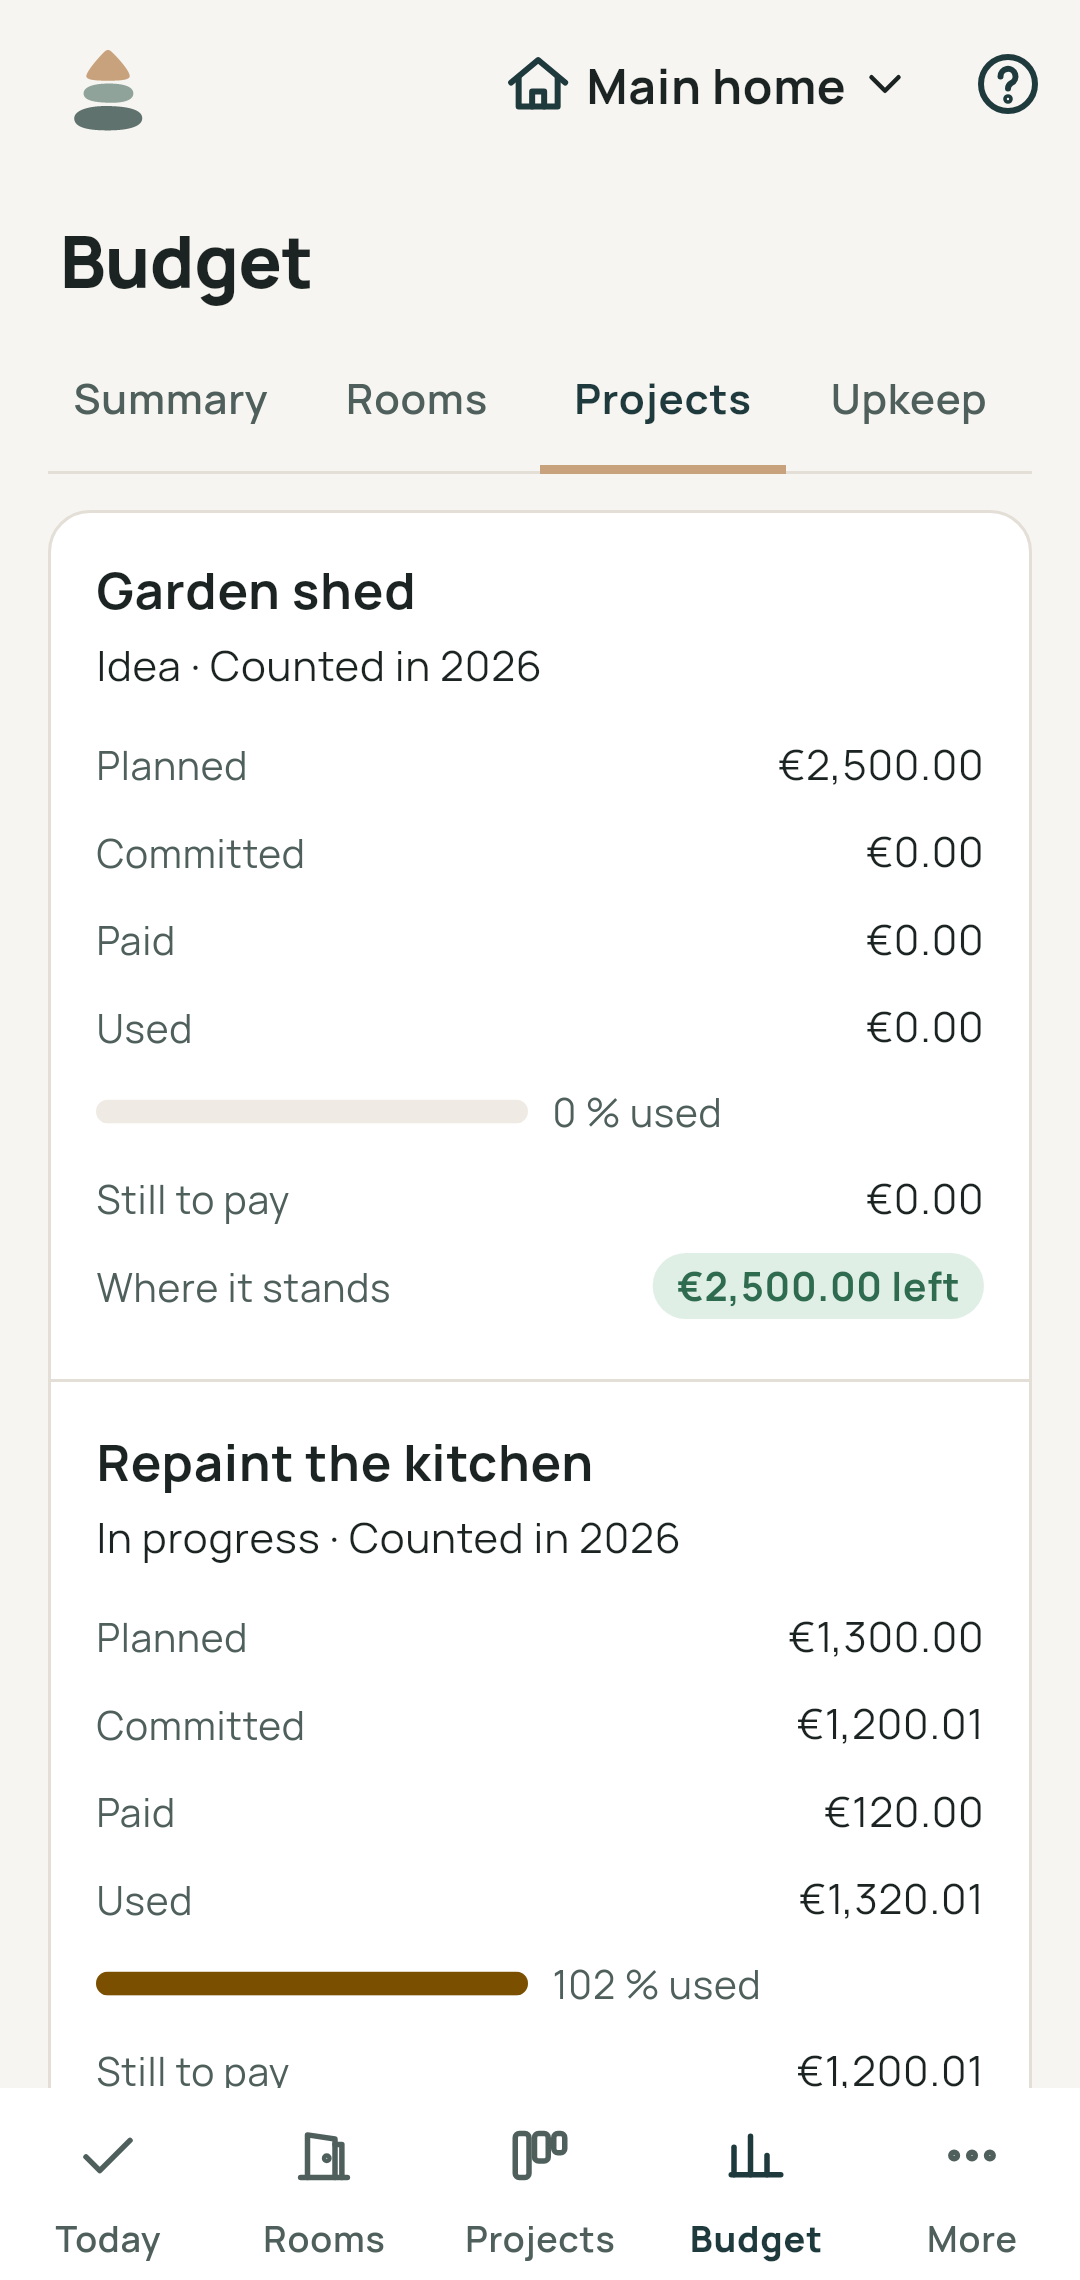 Main home
Budget
Summary Rooms Projects Upkeep
Garden shed
Idea · Counted in 2026
Planned €2,500.00
Committed €0.00
Paid €0.00
Used €0.00
0 % used
Still to pay €0.00
Where it stands €2,500.00 left
Repaint the kitchen
In progress · Counted in 2026
Planned €1,300.00
Committed €1,200.01
Paid €120.00
Used €1,320.01
102 % used
Still to pay €1,200.01
Today Rooms Projects Budget More